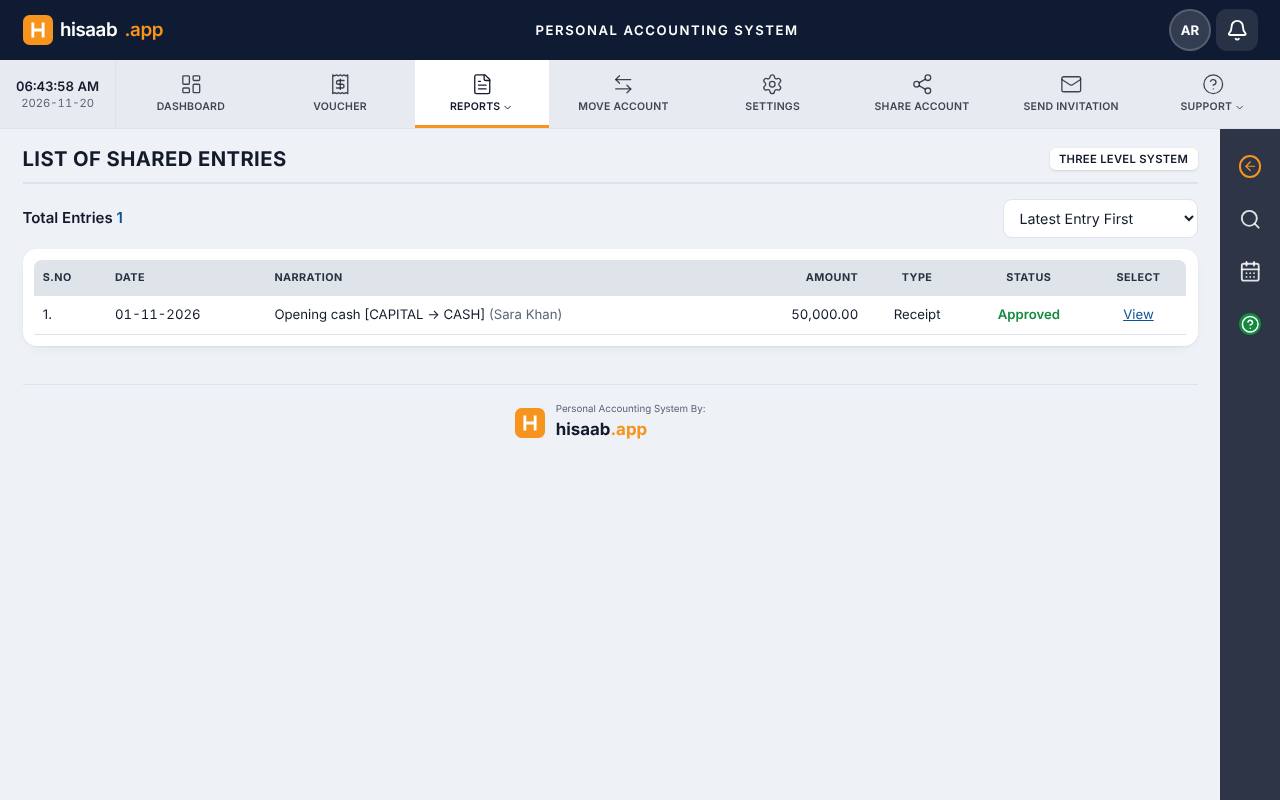 H hisaab .app
PERSONAL ACCOUNTING SYSTEM
AR
06:43:58 AM
2026-11-20
DASHBOARD
VOUCHER
REPORTS
MOVE ACCOUNT
SETTINGS
SHARE ACCOUNT
SEND INVITATION
SUPPORT
LIST OF SHARED ENTRIES
THREE LEVEL SYSTEM
Total Entries 1
Latest Entry First
S.NO DATE NARRATION AMOUNT TYPE STATUS SELECT
1. 01-11-2026 Opening cash [CAPITAL → CASH] (Sara Khan) 50,000.00 Receipt Approved View
Personal Accounting System By:
H hisaab.app